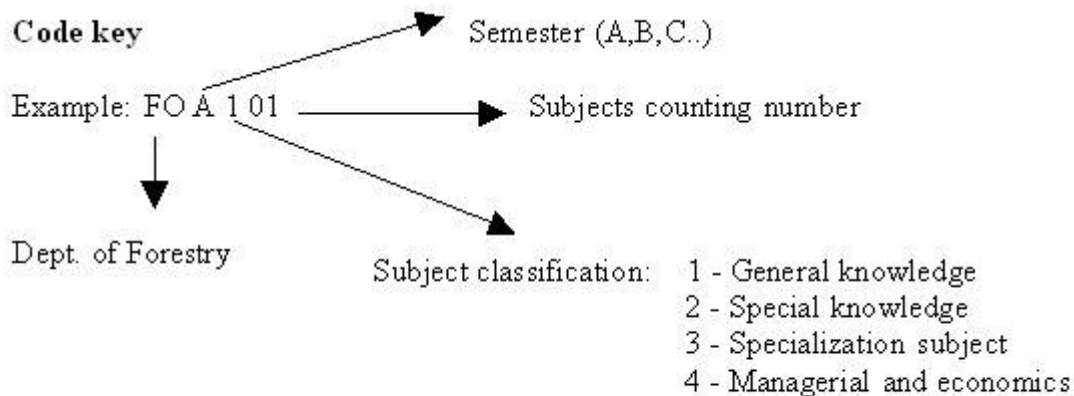 Code key
Semester (A,B,C..)
Example: FO A 1 01
Subjects counting number
Dept. of Forestry
Subject classification: 1 - General knowledge
2 - Special knowledge
3 - Specialization subject
4 - Managerial and economics